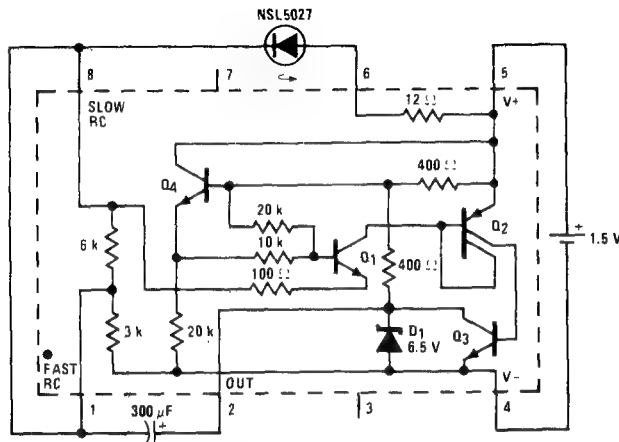 NSL5027
8
7
6
5
SLOW
RC
12 Ω
V+
Q4
400 Ω
Q2
20 k
6 k
10 k
Q1
100 Ω
400 Ω
+
1.5 V
3 k
20 k
D1
6.5 V
Q3
FAST
RC
OUT
V-
1
300 µF
+
2
3
4